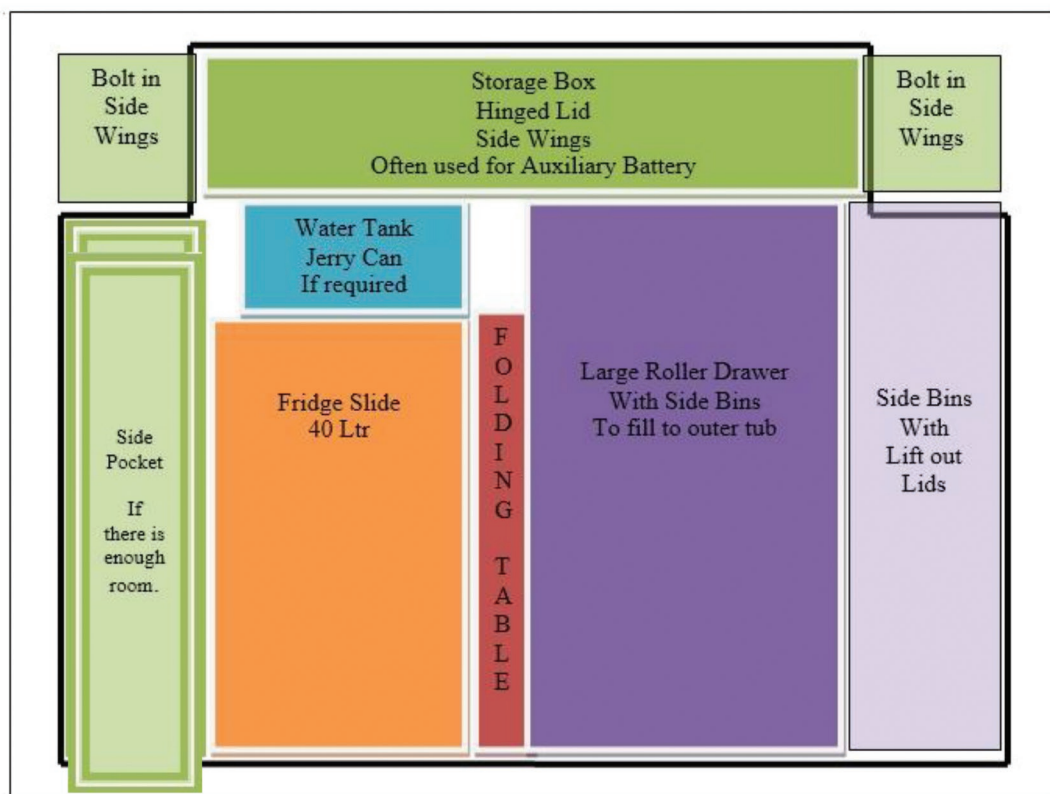 Bolt in
Side
Wings
Storage Box
Hinged Lid
Side Wings
Often used for Auxiliary Battery
Bolt in
Side
Wings
Water Tank
Jerry Can
If required
Side
Pocket
If
there is
enough
room.
Fridge Slide
40 Ltr
FOLDING TABLE
Large Roller Drawer
With Side Bins
To fill to outer tub
Side Bins
With
Lift out
Lids